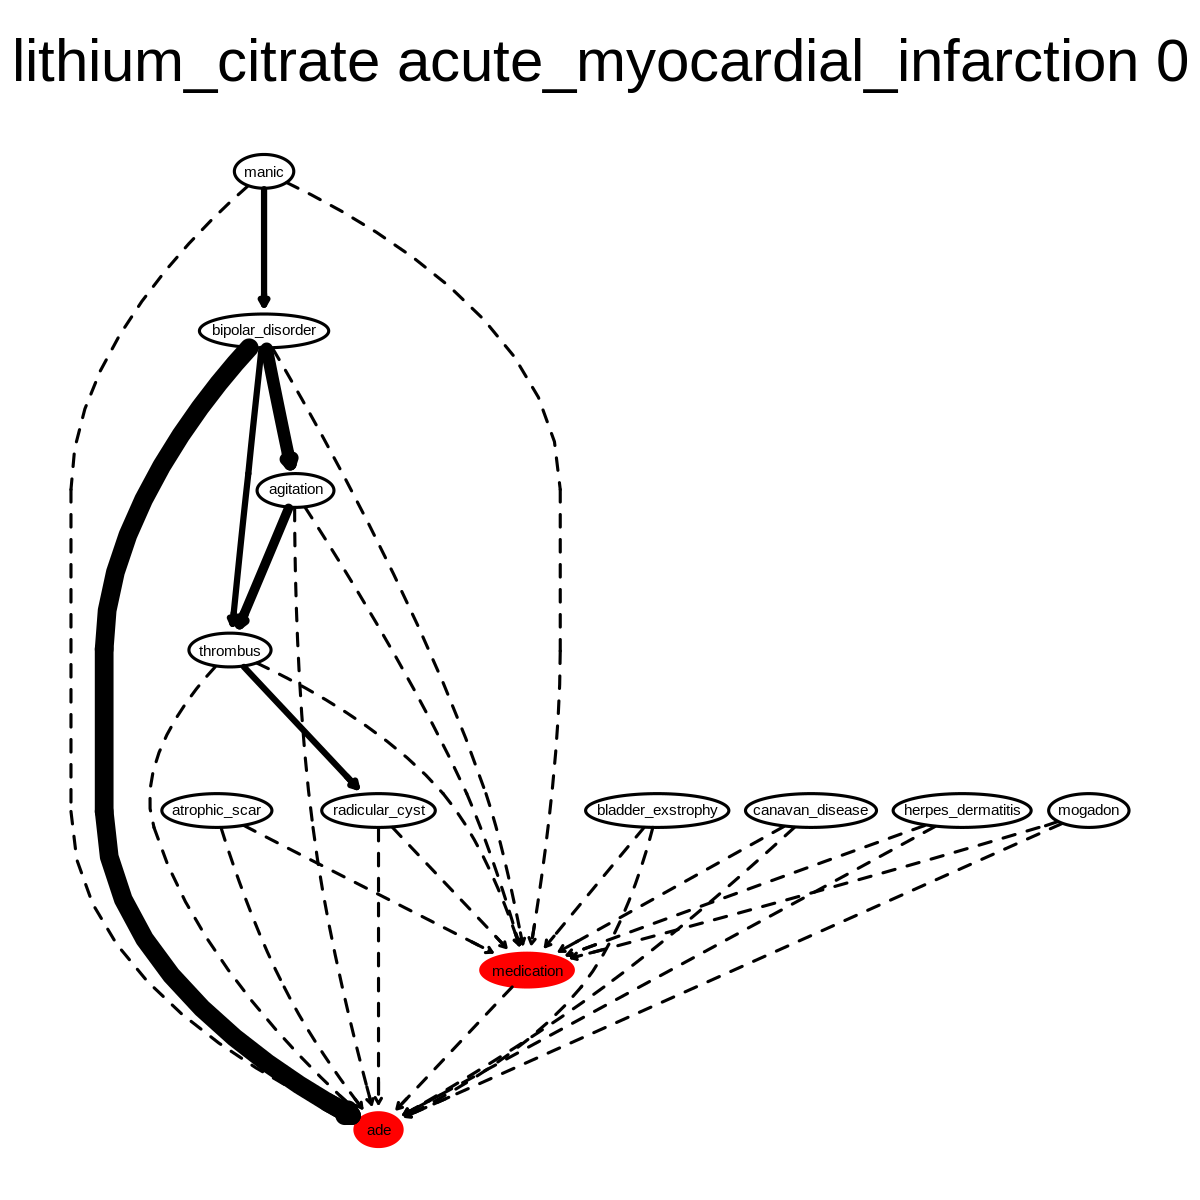 lithium_citrate acute_myocardial_infarction 0
manic
bipolar_disorder
agitation
thrombus
atrophic_scar radicular_cyst bladder_exstrophy canavan_disease herpes_dermatitis mogadon
medication
ade